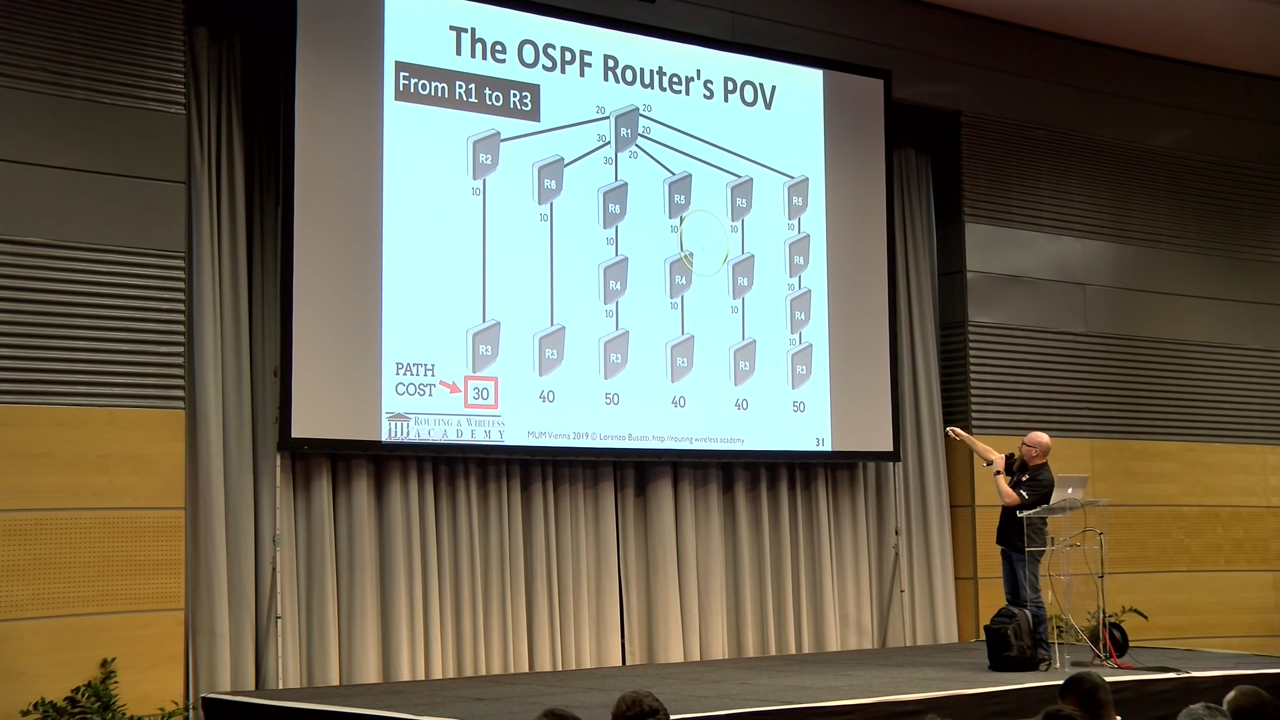 The OSPF Router's POV
From R1 to R3
20
20
R1
30
20
30
20
R2
R6
R6
R5
R5
R5
10
10
10
10
10
10
R4
R4
R6
R6
10
10
10
10
R4
10
R3
R3
R3
R3
R3
R3
PATH
COST
30
40
50
40
40
50
ROUTING & WIRELESS
ACADEMY
MUM Vienna 2019 © Lorenzo Busatti, http://routing.wireless.academy
31